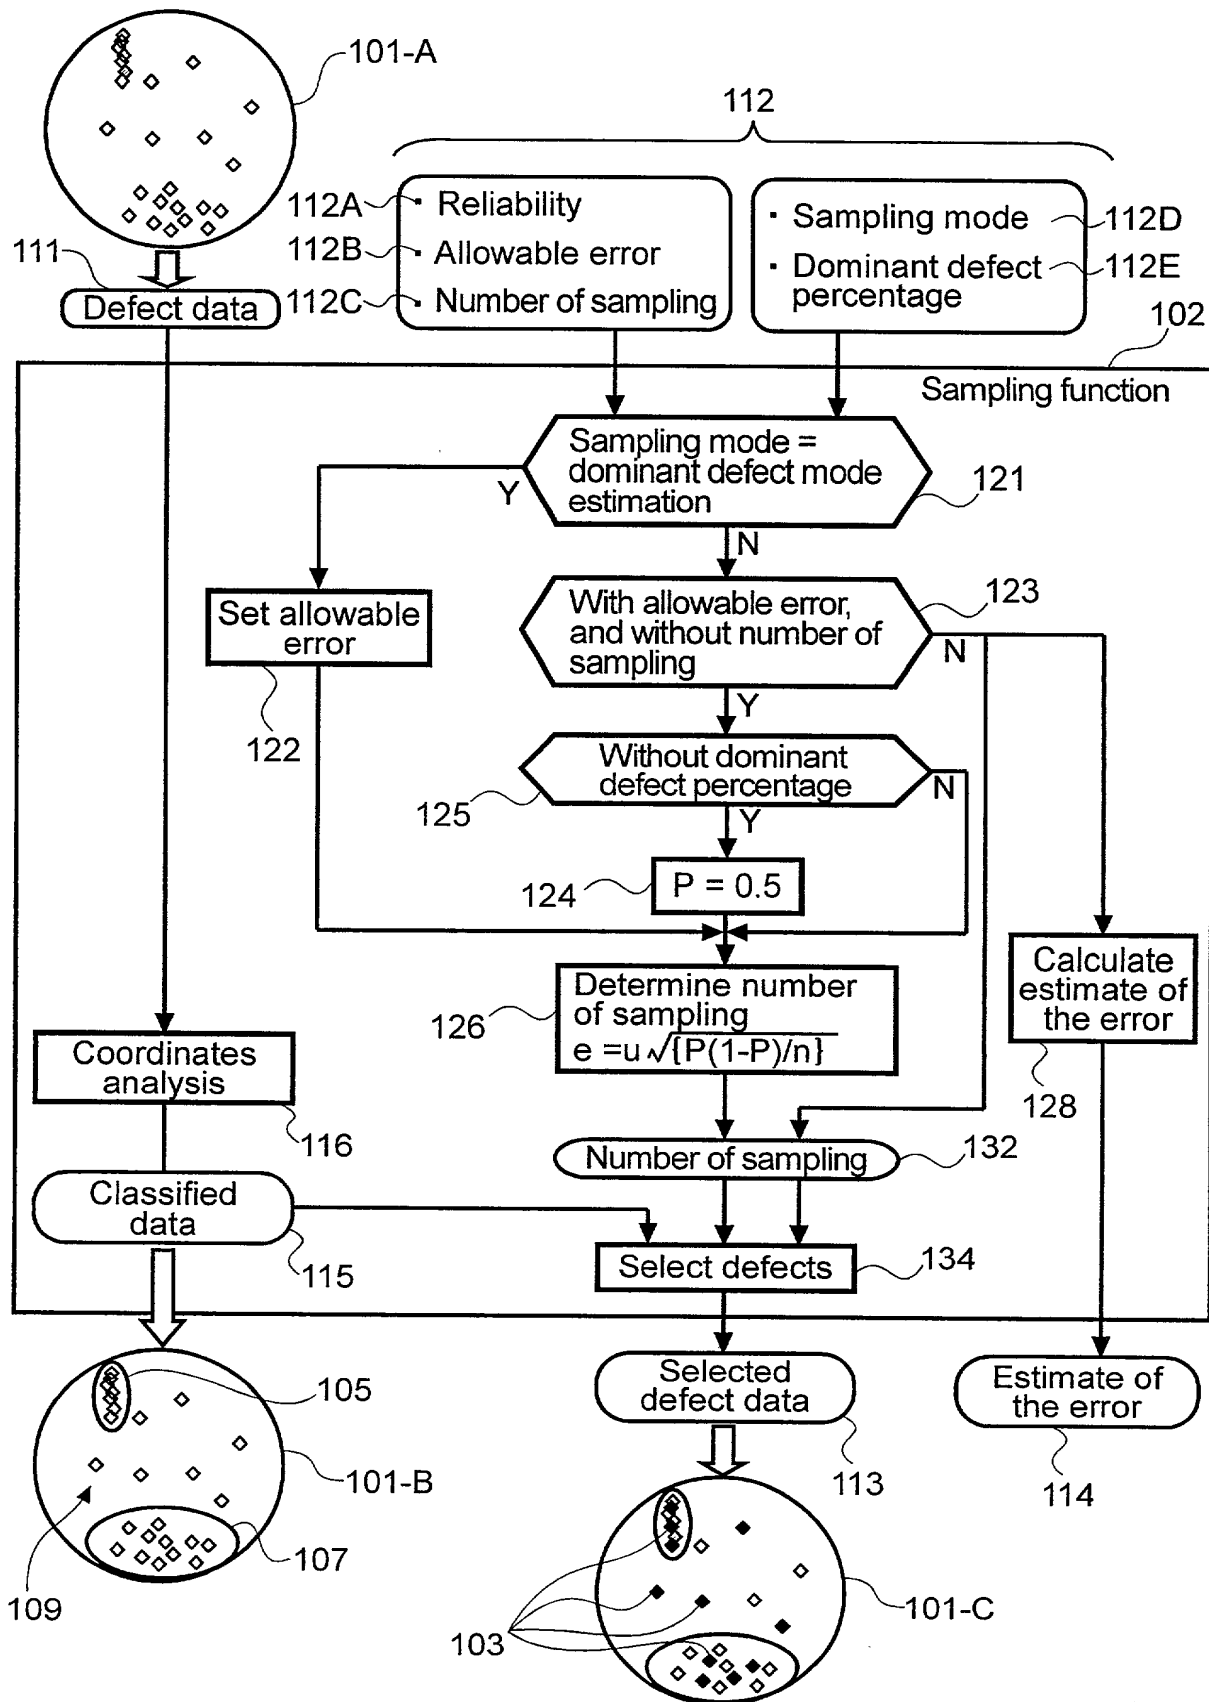 101-A
112
112A
· Reliability
112B
· Allowable error
112C
· Number of sampling
· Sampling mode
112D
· Dominant defect
percentage
112E
111
Defect data
102
Sampling function
Sampling mode =
dominant defect mode
estimation
121
Y
N
Set allowable
error
122
With allowable error,
and without number of
sampling
123
N
Y
Without dominant
defect percentage
125
N
Y
124
P = 0.5
126
Determine number
of sampling
e =u √{P(1-P)/n}
Calculate
estimate of
the error
128
Coordinates
analysis
116
Number of sampling
132
Classified
data
115
Select defects
134
105
101-B
107
109
Selected
defect data
113
Estimate of
the error
114
101-C
103